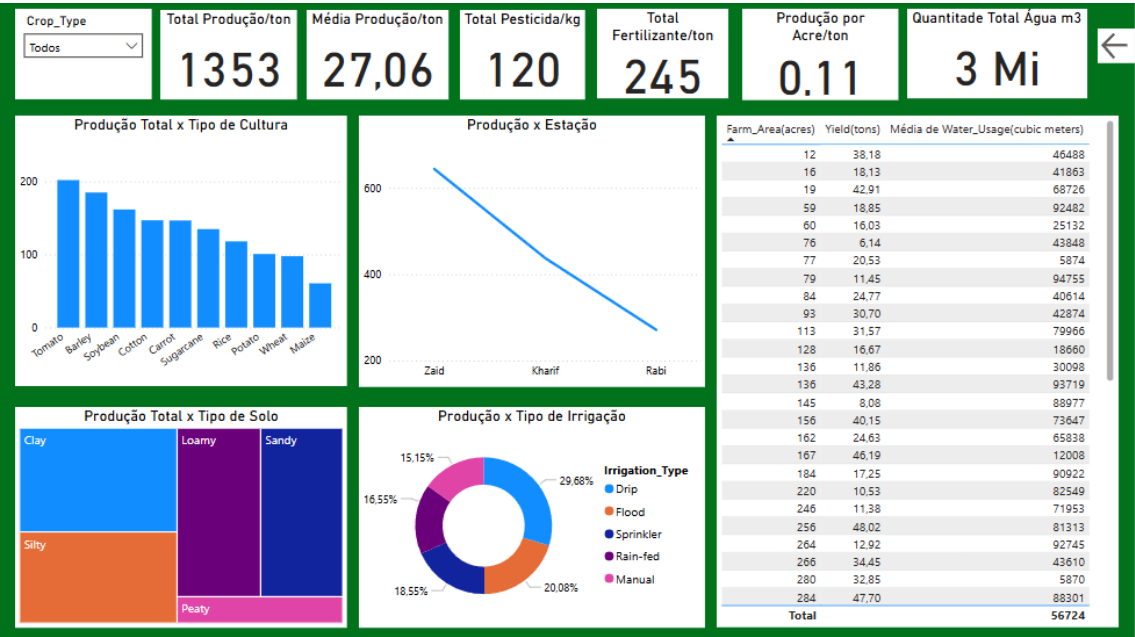 Crop_Type
Todos
Total Produção/ton
1353
Média Produção/ton
27,06
Total Pesticida/kg
120
Total
Fertilizante/ton
245
Produção por
Acre/ton
0,11
Quantitade Total Água m3
3 Mi
Produção Total x Tipo de Cultura
200
100
0
Tomato
Barley
Soybean
Cotton
Carrot
Sugarcane
Rice
Potato
Wheat
Maize
Produção x Estação
600
400
200
Zaid
Kharif
Rabi
Farm_Area(acres) Yield(tons) Média de Water_Usage(cubic meters)
12 38,18 46488
16 18,13 41863
19 42,91 68726
59 18,85 92482
60 16,03 25132
76 6,14 43848
77 20,53 5874
79 11,45 94755
84 24,77 40614
93 30,70 42874
113 31,57 79966
128 16,67 18660
136 11,86 30098
136 43,28 93719
145 8,08 88977
156 40,15 73647
162 24,63 65838
167 46,19 12008
184 17,25 90922
220 10,53 82549
246 11,38 71953
256 48,02 81313
264 12,92 92745
266 34,45 43610
280 32,85 5870
284 47,70 88301
Total 56724
Produção Total x Tipo de Solo
Clay
Loamy
Sandy
Silty
Peaty
Produção x Tipo de Irrigação
15,15%
29,68%
16,55%
18,55%
20,08%
Irrigation_Type
Drip
Flood
Sprinkler
Rain-fed
Manual